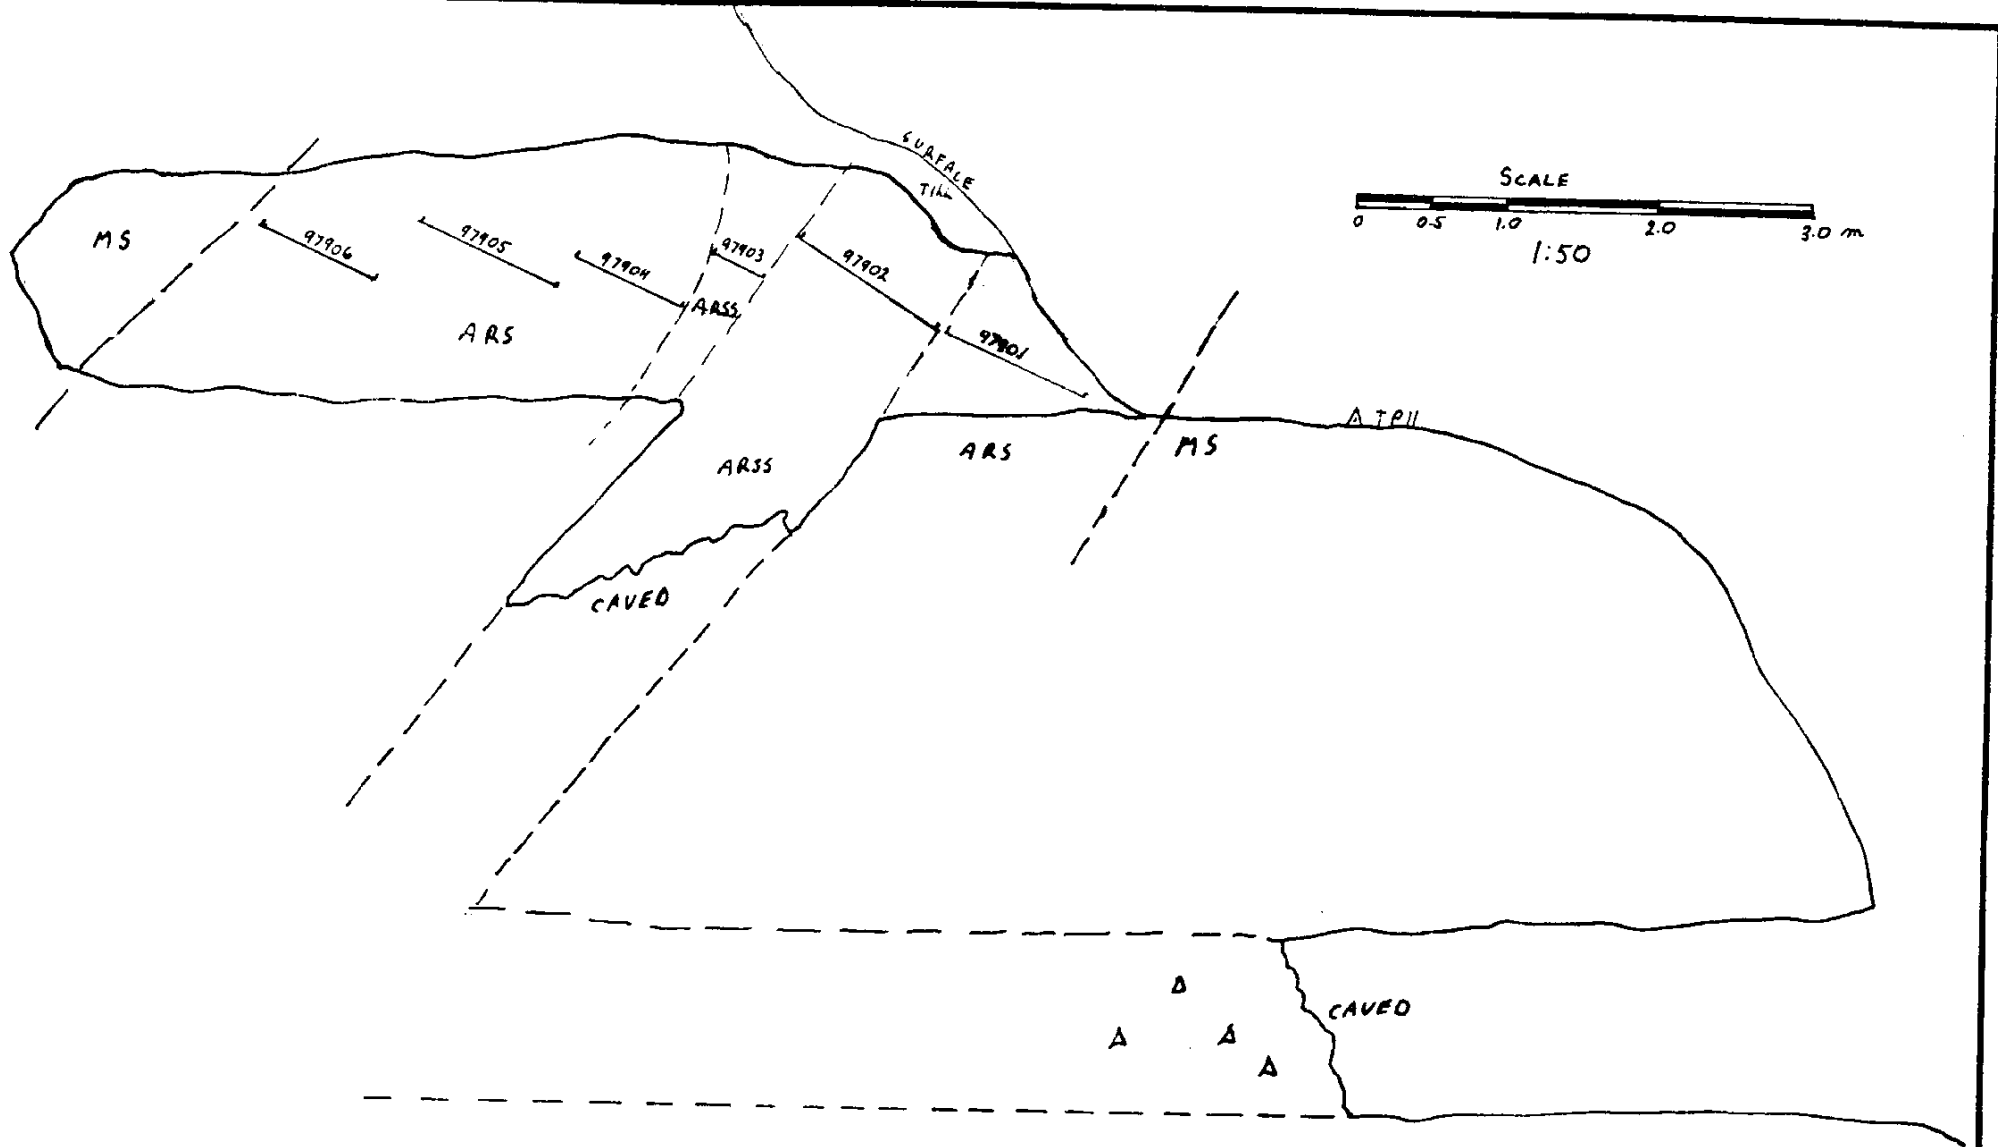 SURFACE
TILL
SCALE
0 0.5 1.0 2.0 3.0 m
1:50
MS
97906
97905
97904
97903
97902
97901
ARSS
ARS
△ TP11
MS
ARS
ARSS
CAVED
CAVED